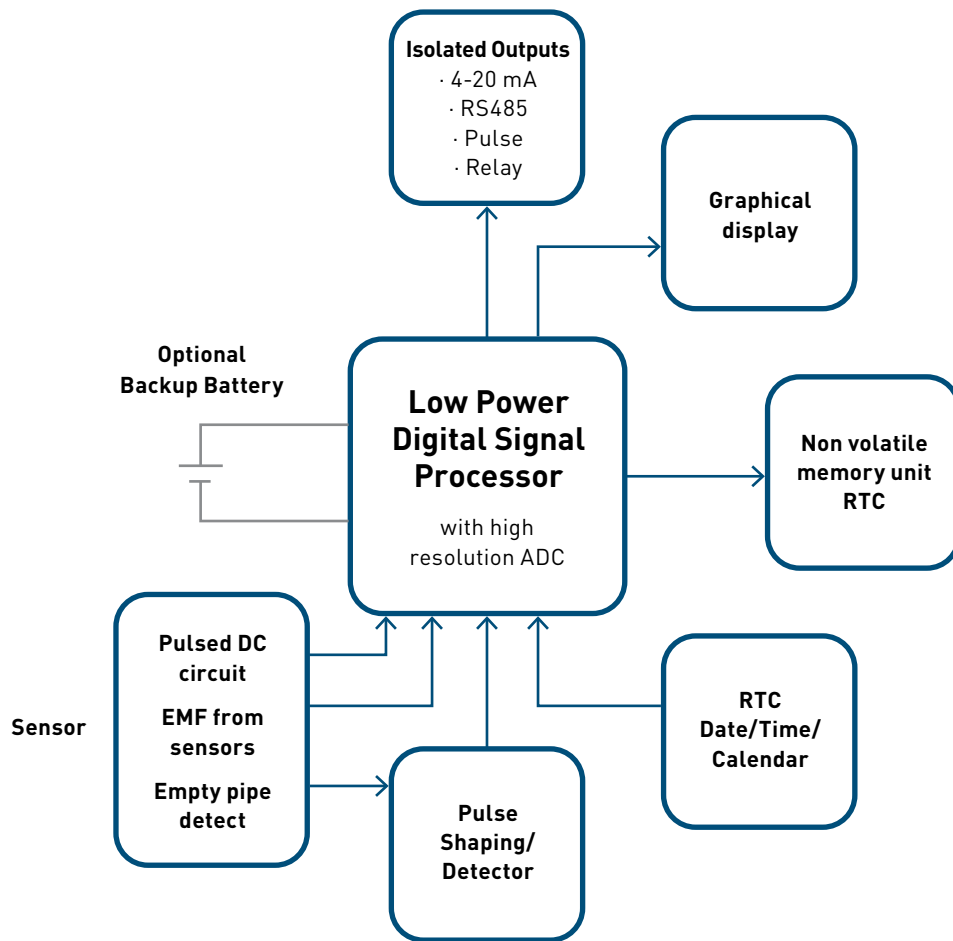 Isolated Outputs
· 4-20 mA
· RS485
· Pulse
· Relay
Graphical
display
Optional
Backup Battery
Low Power
Digital Signal
Processor
with high
resolution ADC
Non volatile
memory unit
RTC
Sensor
Pulsed DC
circuit
EMF from
sensors
Empty pipe
detect
Pulse
Shaping/
Detector
RTC
Date/Time/
Calendar